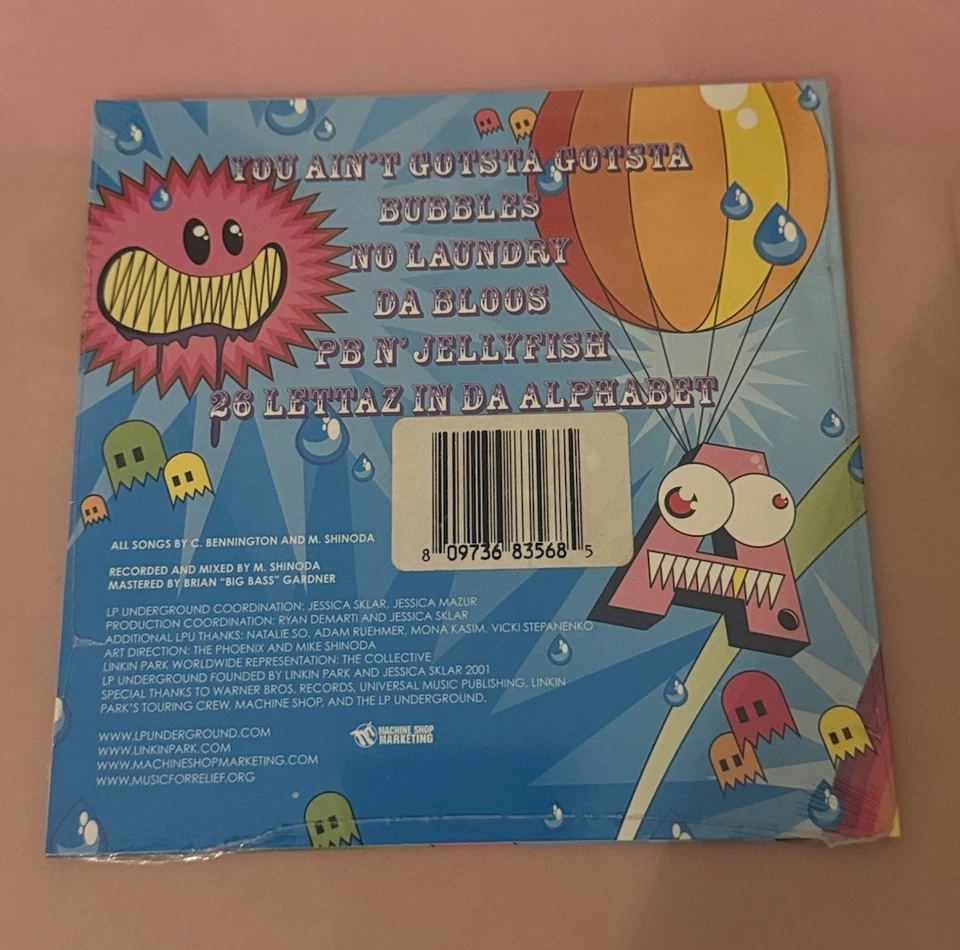 YOU AIN'T GOTSTA GOTSTA
BUBBLES
NO LAUNDRY
DA BLOOS
PB N' JELLYFISH
26 LETTAZ IN DA ALPHABET
8 09736 83568 5
A
ALL SONGS BY C. BENNINGTON AND M. SHINODA
RECORDED AND MIXED BY M. SHINODA
MASTERED BY BRIAN "BIG BASS" GARDNER
LP UNDERGROUND COORDINATION: JESSICA SKLAR, JESSICA MAZUR
PRODUCTION COORDINATION: RYAN DEMARTI AND JESSICA SKLAR
ADDITIONAL LPU THANKS: NATALIE SO, ADAM RUEHMER, MONA KASIM, VICKI STEPANENKO
ART DIRECTION: THE PHOENIX AND MIKE SHINODA
LINKIN PARK WORLDWIDE REPRESENTATION: THE COLLECTIVE
LP UNDERGROUND FOUNDED BY LINKIN PARK AND JESSICA SKLAR 2001
SPECIAL THANKS TO WARNER BROS. RECORDS, UNIVERSAL MUSIC PUBLISHING, LINKIN
PARK'S TOURING CREW, MACHINE SHOP, AND THE LP UNDERGROUND.
WWW.LPUNDERGROUND.COM
WWW.LINKINPARK.COM
WWW.MACHINESHOPMARKETING.COM
WWW.MUSICFORRELIEF.ORG
MACHINE SHOP
MARKETING